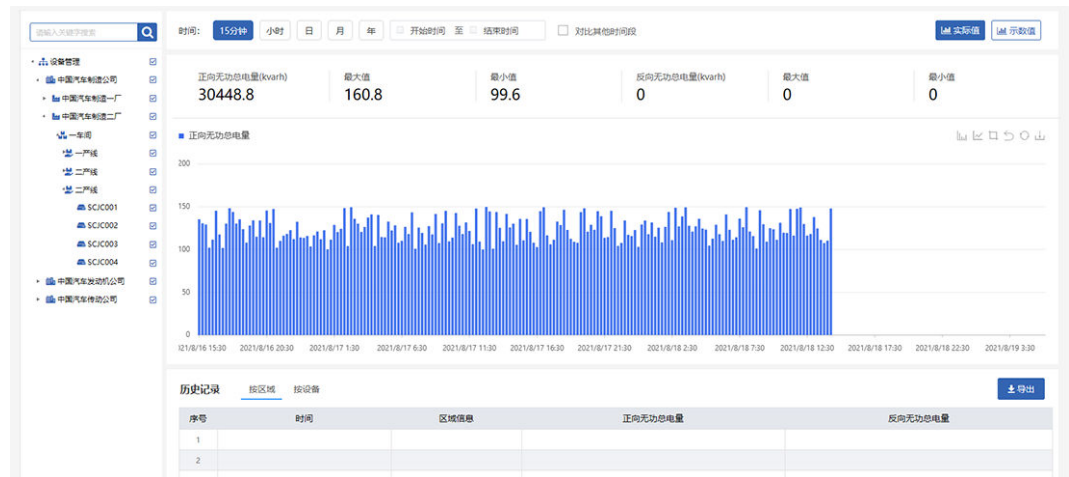 请输入关键字搜索
设备管理
中国汽车制造公司
中国汽车制造一厂
中国汽车制造二厂
一车间
一产线
二产线
二产线
SCJC001
SCJC002
SCJC003
SCJC004
中国汽车发动机公司
中国汽车传动公司
时间： 15分钟 小时 日 月 年 开始时间 至 结束时间 对比其他时间段 实际值 示数值
正向无功总电量(kvarh) 最大值 最小值 反向无功总电量(kvarh) 最大值 最小值
30448.8 160.8 99.6 0 0 0
正向无功总电量
200
150
100
50
0
021/8/16 15:30 2021/8/16 20:30 2021/8/17 1:30 2021/8/17 6:30 2021/8/17 11:30 2021/8/17 16:30 2021/8/17 21:30 2021/8/18 2:30 2021/8/18 7:30 2021/8/18 12:30 2021/8/18 17:30 2021/8/18 22:30 2021/8/19 3:30
历史记录 按区域 按设备 导出
序号 时间 区域信息 正向无功总电量 反向无功总电量
1
2